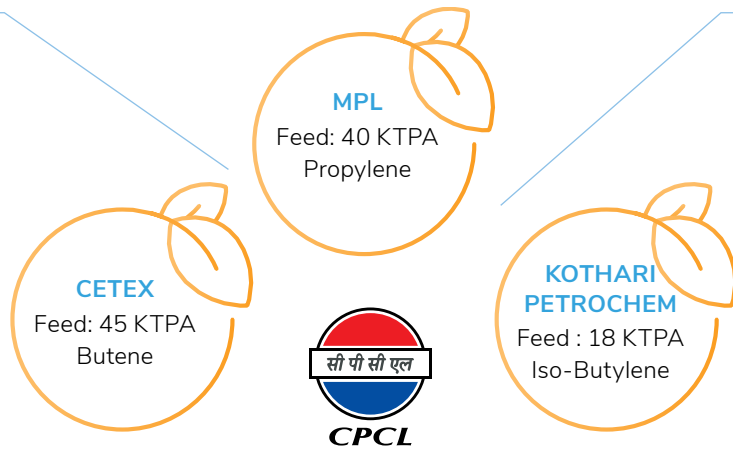 MPL
Feed: 40 KTPA
Propylene
CETEX
Feed: 45 KTPA
Butene
KOTHARI
PETROCHEM
Feed : 18 KTPA
Iso-Butylene
सी पी सी एल
CPCL